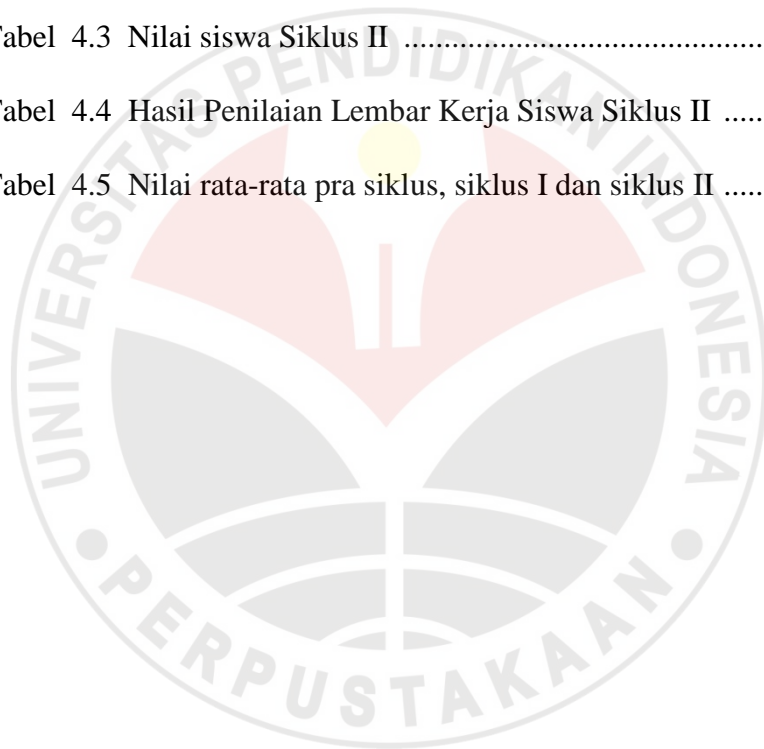 Tabel 4.3 Nilai siswa Siklus II ......................................
Tabel 4.4 Hasil Penilaian Lembar Kerja Siswa Siklus II .....
Tabel 4.5 Nilai rata-rata pra siklus, siklus I dan siklus II .....
UNIVERSITAS PENDIDIKAN INDONESIA
PERPUSTAKAAN